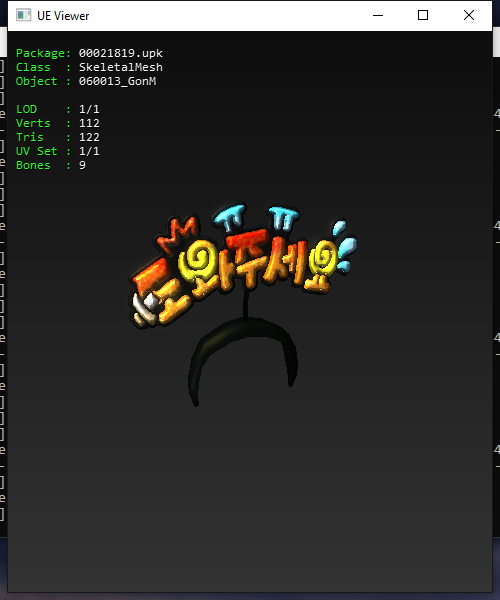 UE Viewer
Package: 00021819.upk
Class : SkeletalMesh
Object : 060013_GonM
LOD : 1/1
Verts : 112
Tris : 122
UV Set : 1/1
Bones : 9
ㅠㅠ
도와주세요